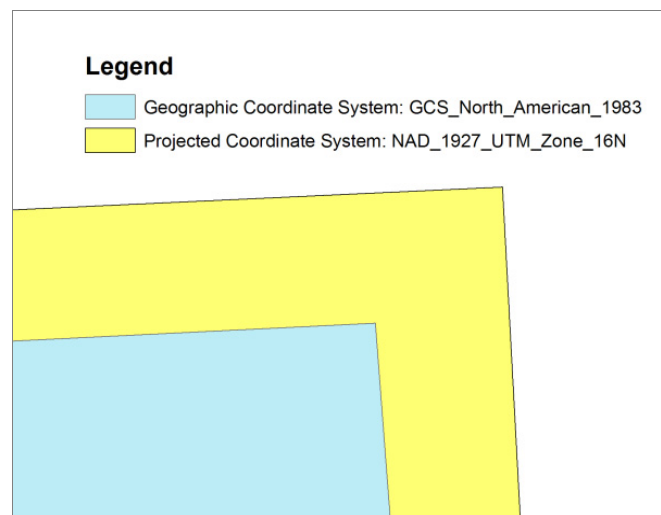 Legend
Geographic Coordinate System: GCS_North_American_1983
Projected Coordinate System: NAD_1927_UTM_Zone_16N